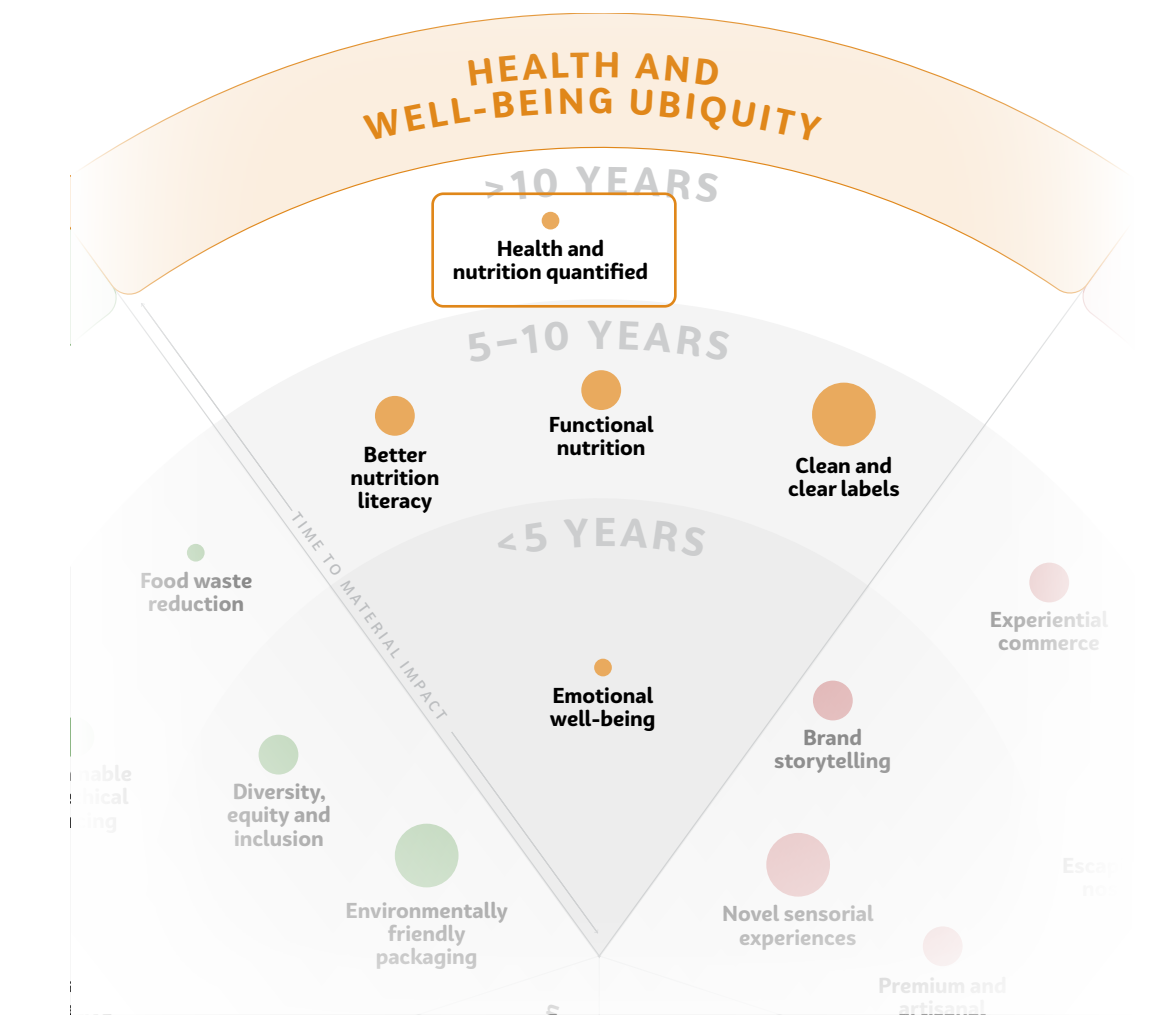 HEALTH AND
WELL-BEING UBIQUITY
>10 YEARS
Health and
nutrition quantified
5–10 YEARS
Better
nutrition
literacy
Functional
nutrition
Clean and
clear labels
<5 YEARS
TIME TO MATERIAL IMPACT
Food waste
reduction
Experiential
commerce
Emotional
well-being
Brand
storytelling
Diversity,
equity and
inclusion
Environmentally
friendly
packaging
Novel sensorial
experiences
Premium and
artisanal